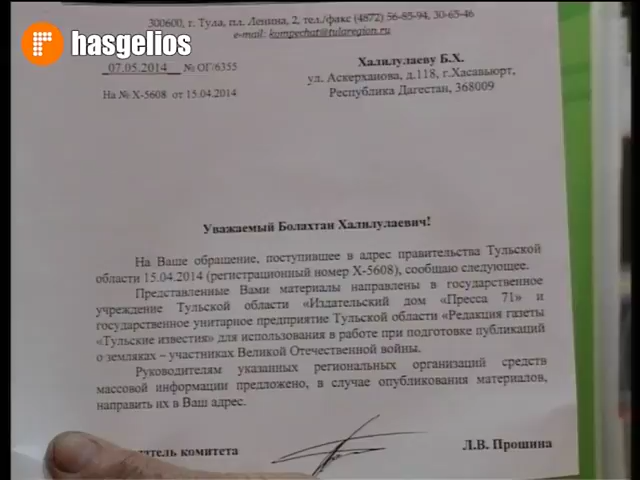 hasgelios
300600, г. Тула, пл. Ленина, 2, тел./факс (4872) 56-85-94, 30-65-46
e-mail: kompechat@tularegion.ru
07.05.2014 № ОГ/6355
На № Х-5608 от 15.04.2014
Халилулаеву Б.Х.
ул. Аскерханова, д.118, г.Хасавьюрт,
Республика Дагестан, 368009
Уважаемый Болахтан Халилулаевич!
На Ваше обращение, поступившее в адрес правительства Тульской
области 15.04.2014 (регистрационный номер Х-5608), сообщаю следующее.
Представленные Вами материалы направлены в государственное
учреждение Тульской области «Издательский дом «Пресса 71» и
государственное унитарное предприятие Тульской области «Редакция газеты
«Тульские известия» для использования в работе при подготовке публикаций
о земляках – участниках Великой Отечественной войны.
Руководителям указанных региональных организаций средств
массовой информации предложено, в случае опубликования материалов,
направить их в Ваш адрес.
атель комитета
Л.В. Прошина